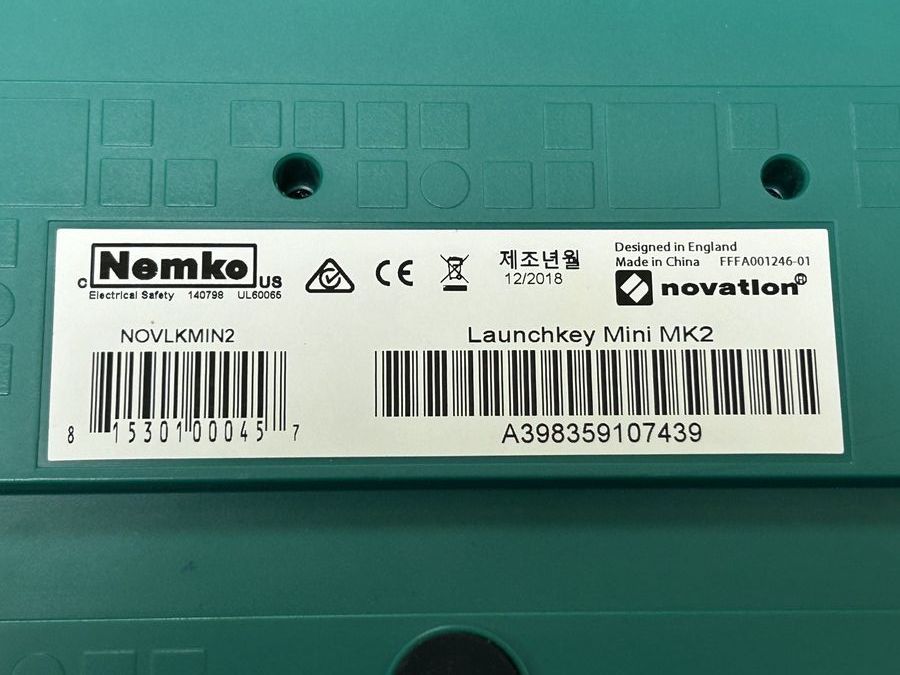 c Nemko us
Electrical Safety 140798 UL60065
CE
제조년월
12/2018
Designed in England
Made in China FFFA001246-01
novation®
NOVLKMIN2
8 15301 00045 7
Launchkey Mini MK2
A398359107439